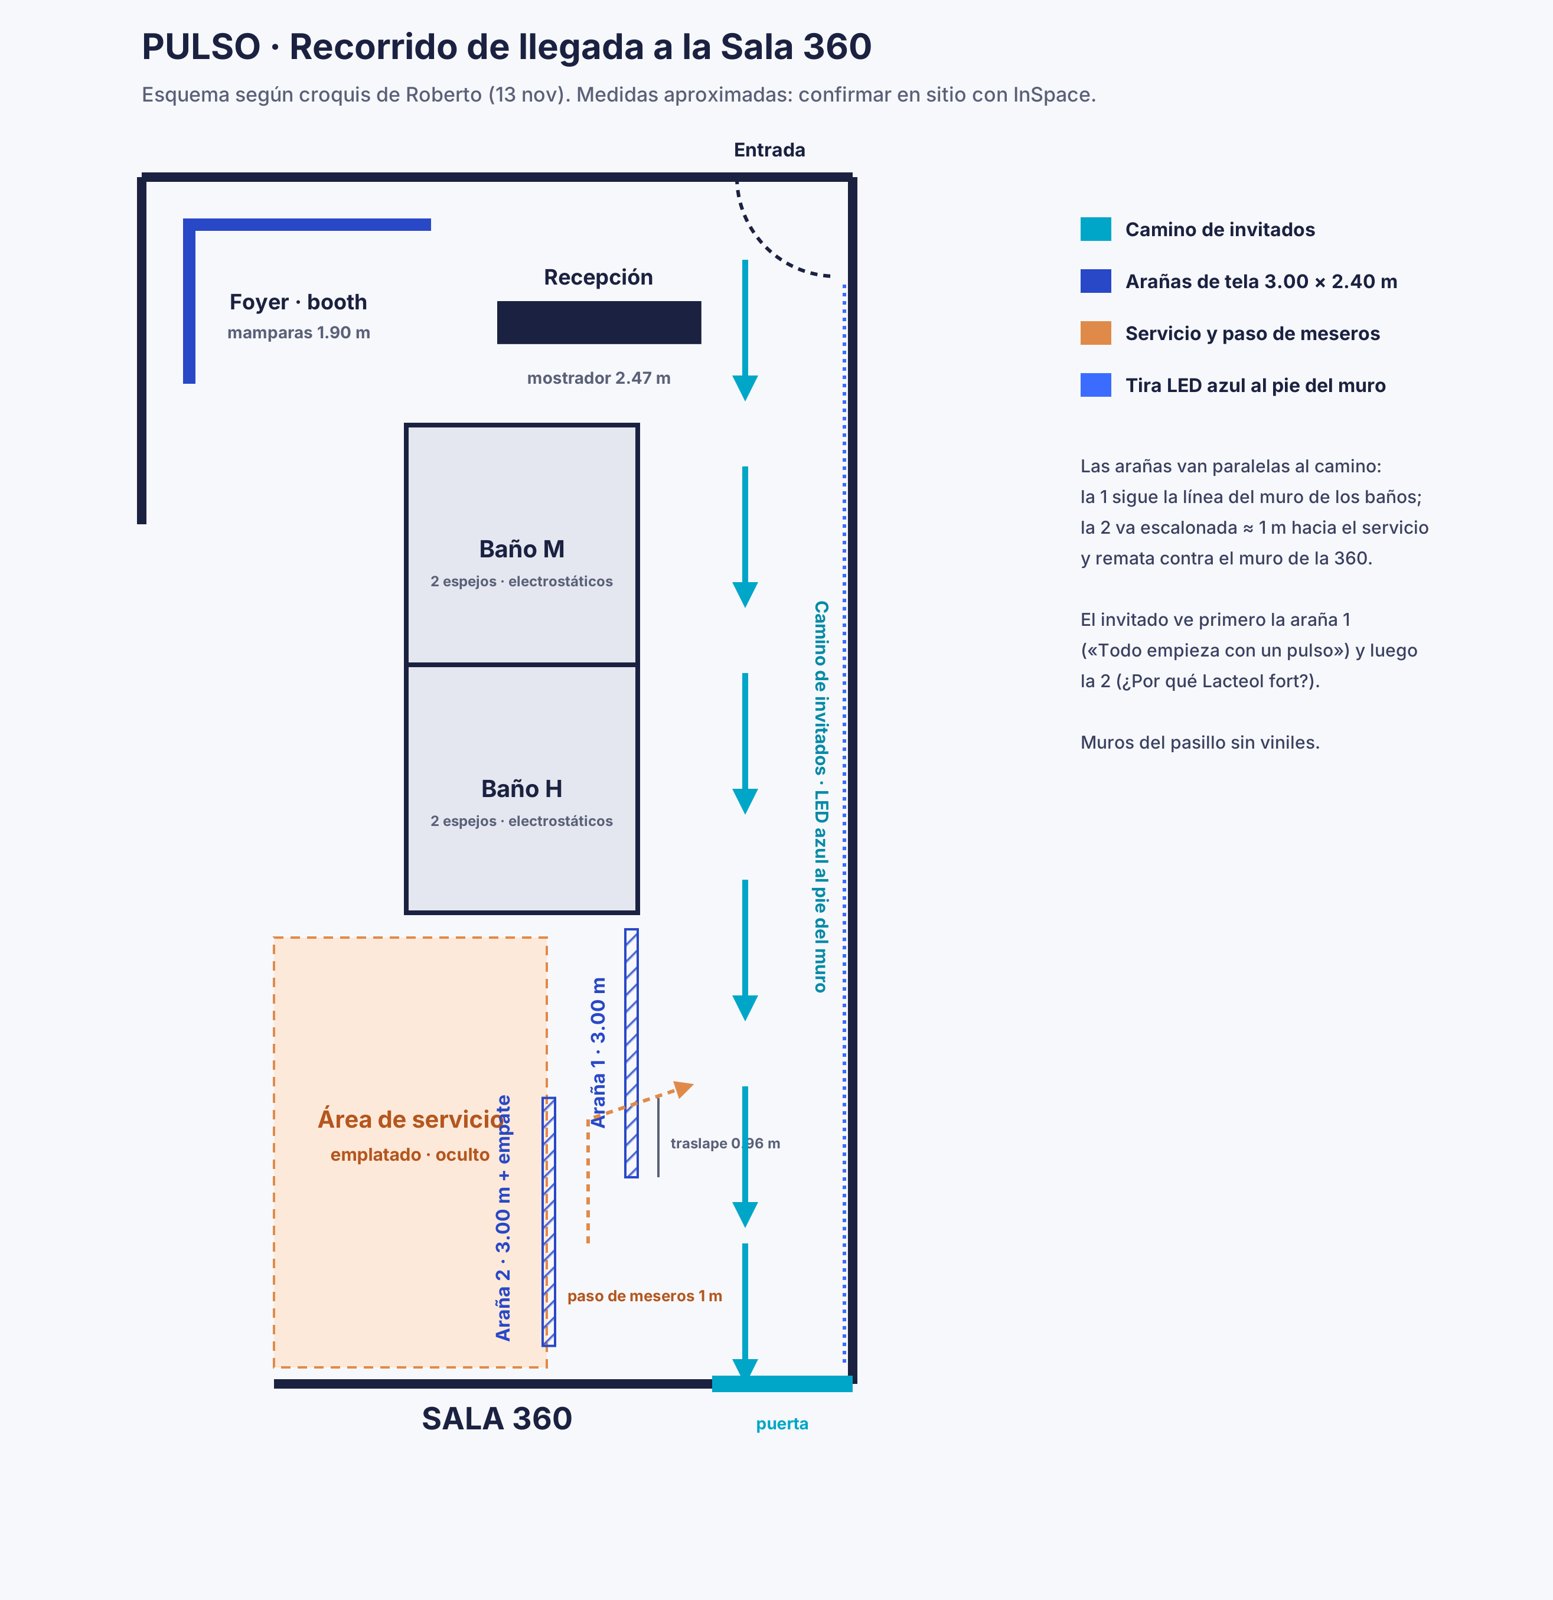 PULSO · Recorrido de llegada a la Sala 360
Esquema según croquis de Roberto (13 nov). Medidas aproximadas: confirmar en sitio con InSpace.
Entrada
Foyer · booth
mamparas 1.90 m
Recepción
mostrador 2.47 m
Baño M
2 espejos · electrostáticos
Baño H
2 espejos · electrostáticos
Camino de invitados · LED azul al pie del muro
Araña 1 · 3.00 m
Área de servicio
emplatado · oculto
Araña 2 · 3.00 m + empate
traslape 0.96 m
paso de meseros 1 m
SALA 360
puerta
Camino de invitados
Arañas de tela 3.00 × 2.40 m
Servicio y paso de meseros
Tira LED azul al pie del muro
Las arañas van paralelas al camino:
la 1 sigue la línea del muro de los baños;
la 2 va escalonada ≈ 1 m hacia el servicio
y remata contra el muro de la 360.
El invitado ve primero la araña 1
(«Todo empieza con un pulso») y luego
la 2 (¿Por qué Lacteol fort?).
Muros del pasillo sin viniles.